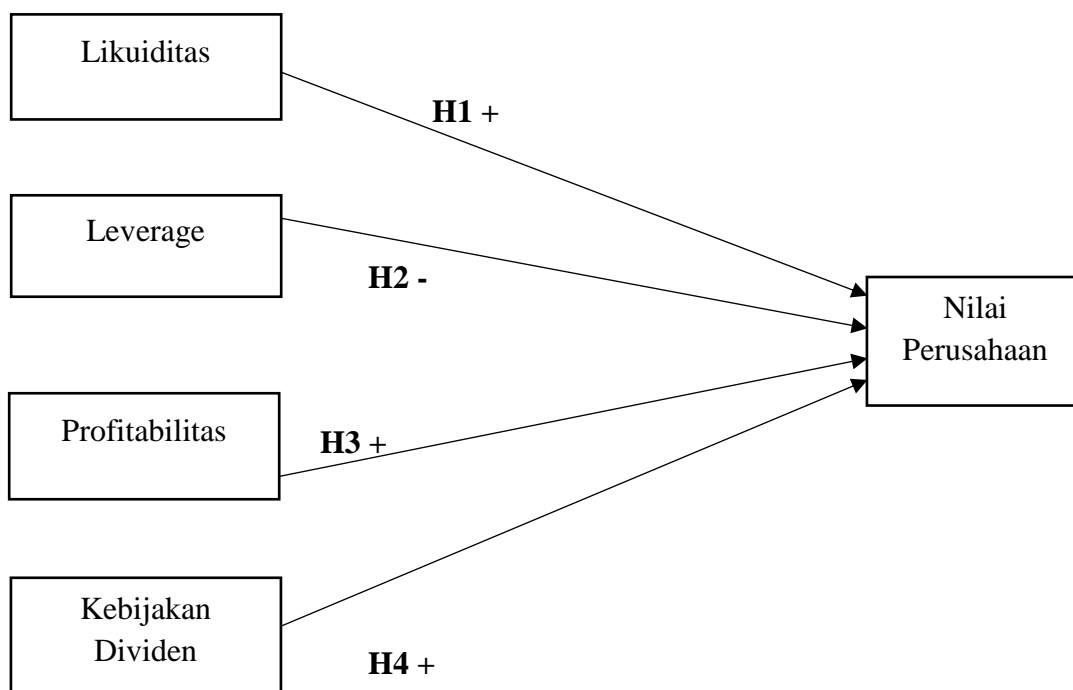 Likuiditas
H1 +
Leverage
H2 -
Nilai
Perusahaan
Profitabilitas
H3 +
Kebijakan
Dividen
H4 +